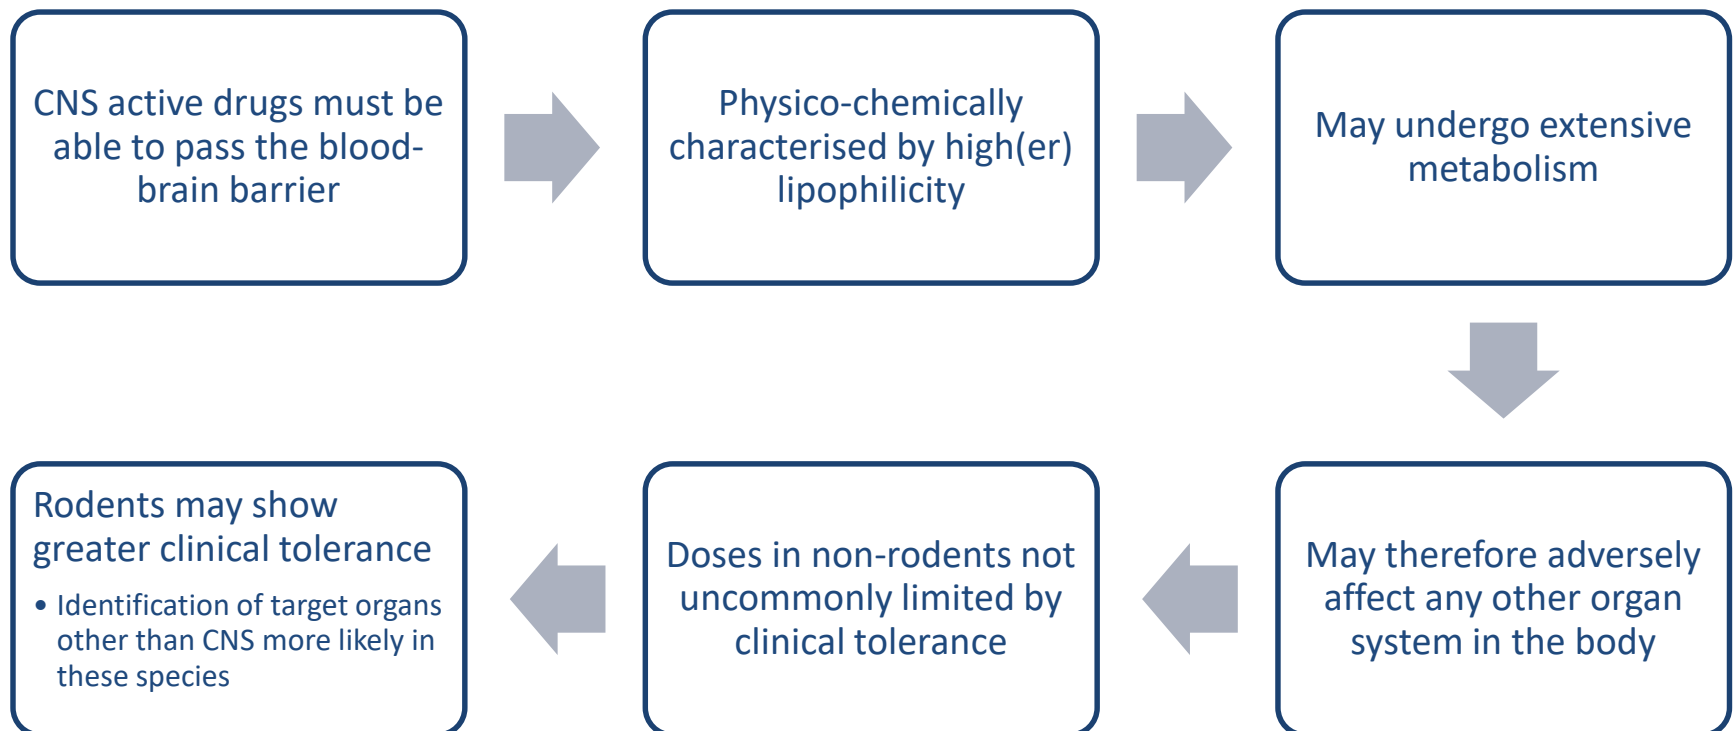 CNS active drugs must be
able to pass the blood-
brain barrier
Physico-chemically
characterised by high(er)
lipophilicity
May undergo extensive
metabolism
May therefore adversely
affect any other organ
system in the body
Doses in non-rodents not
uncommonly limited by
clinical tolerance
Rodents may show
greater clinical tolerance
• Identification of target organs
other than CNS more likely in
these species